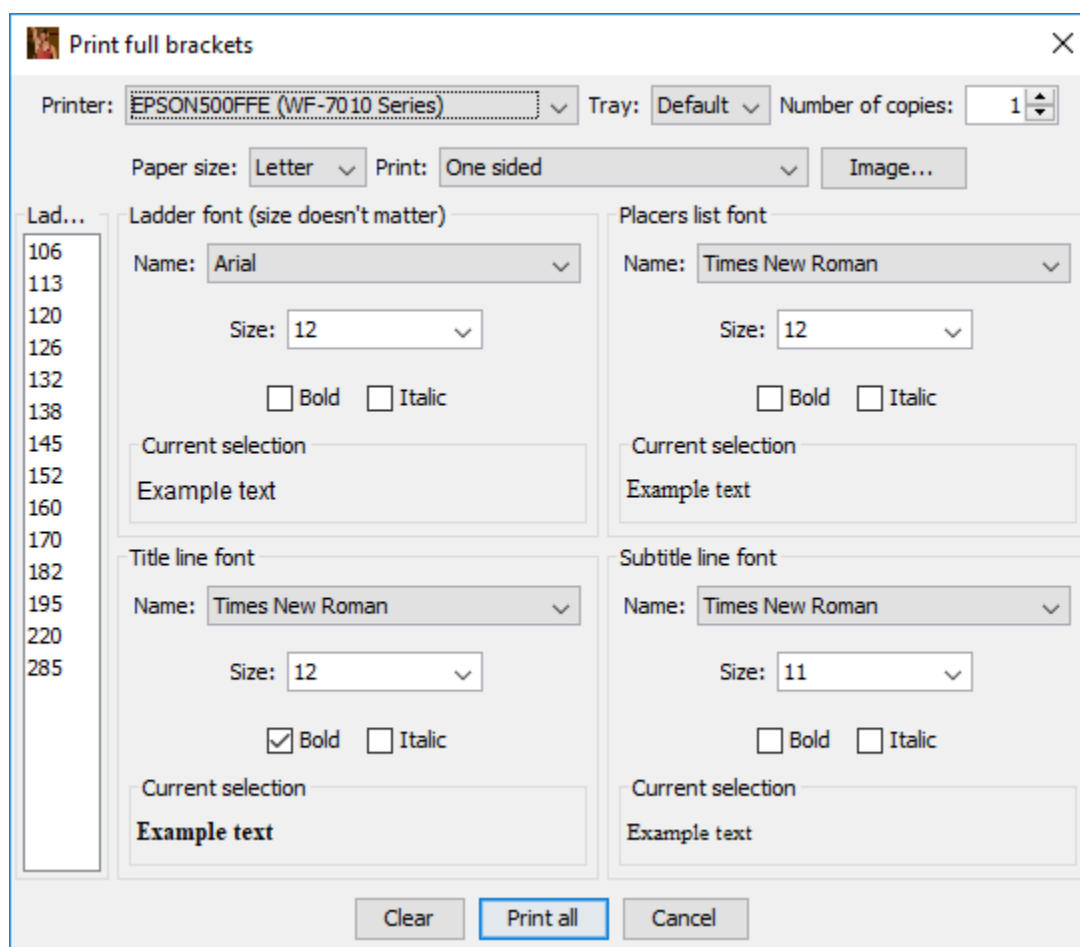 Print full brackets
Printer: EPSON500FFE (WF-7010 Series) Tray: Default Number of copies: 1
Paper size: Letter Print: One sided Image...
Lad...
106
113
120
126
132
138
145
152
160
170
182
195
220
285
Ladder font (size doesn't matter)
Name: Arial
Size: 12
Bold Italic
Current selection
Example text
Placers list font
Name: Times New Roman
Size: 12
Bold Italic
Current selection
Example text
Title line font
Name: Times New Roman
Size: 12
Bold Italic
Current selection
Example text
Subtitle line font
Name: Times New Roman
Size: 11
Bold Italic
Current selection
Example text
Clear Print all Cancel